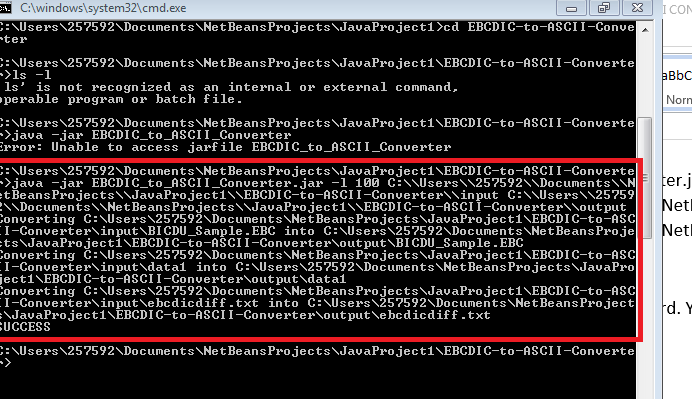 C:\windows\system32\cmd.exe
C:\Users\257592\Documents\NetBeansProjects\JavaProject1>cd EBCDIC-to-ASCII-Conve
rter
C:\Users\257592\Documents\NetBeansProjects\JavaProject1\EBCDIC-to-ASCII-Converte
r>ls -l
'ls' is not recognized as an internal or external command,
operable program or batch file.
C:\Users\257592\Documents\NetBeansProjects\JavaProject1\EBCDIC-to-ASCII-Converte
r>java -jar EBCDIC_to_ASCII_Converter
Error: Unable to access jarfile EBCDIC_to_ASCII_Converter
C:\Users\257592\Documents\NetBeansProjects\JavaProject1\EBCDIC-to-ASCII-Converte
r>java -jar EBCDIC_to_ASCII_Converter.jar -l 100 C:\\Users\\257592\\Documents\\N
etBeansProjects\\JavaProject1\\EBCDIC-to-ASCII-Converter\\input C:\\Users\\25759
2\\Documents\\NetBeansProjects\\JavaProject1\\EBCDIC-to-ASCII-Converter\\output
Converting C:\Users\257592\Documents\NetBeansProjects\JavaProject1\EBCDIC-to-ASC
II-Converter\input\BICDU_Sample.EBC into C:\Users\257592\Documents\NetBeansProje
cts\JavaProject1\EBCDIC-to-ASCII-Converter\output\BICDU_Sample.EBC
Converting C:\Users\257592\Documents\NetBeansProjects\JavaProject1\EBCDIC-to-ASC
II-Converter\input\data1 into C:\Users\257592\Documents\NetBeansProjects\JavaPro
ject1\EBCDIC-to-ASCII-Converter\output\data1
Converting C:\Users\257592\Documents\NetBeansProjects\JavaProject1\EBCDIC-to-ASC
II-Converter\input\ebcdicdiff.txt into C:\Users\257592\Documents\NetBeansProject
s\JavaProject1\EBCDIC-to-ASCII-Converter\output\ebcdicdiff.txt
SUCCESS
C:\Users\257592\Documents\NetBeansProjects\JavaProject1\EBCDIC-to-ASCII-Converte
r>
I CON
aBbC
Norm
ter.j
Netl
Netl
rd. Y